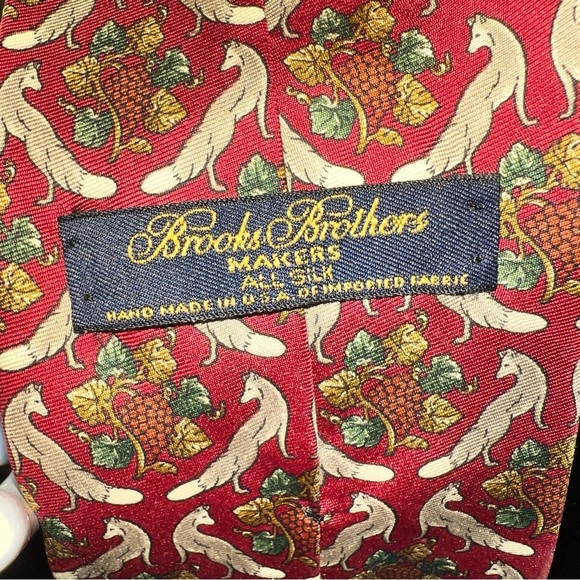 Brooks Brothers
MAKERS
ALL SILK
HAND MADE IN U.S.A. OF IMPORTED FABRIC